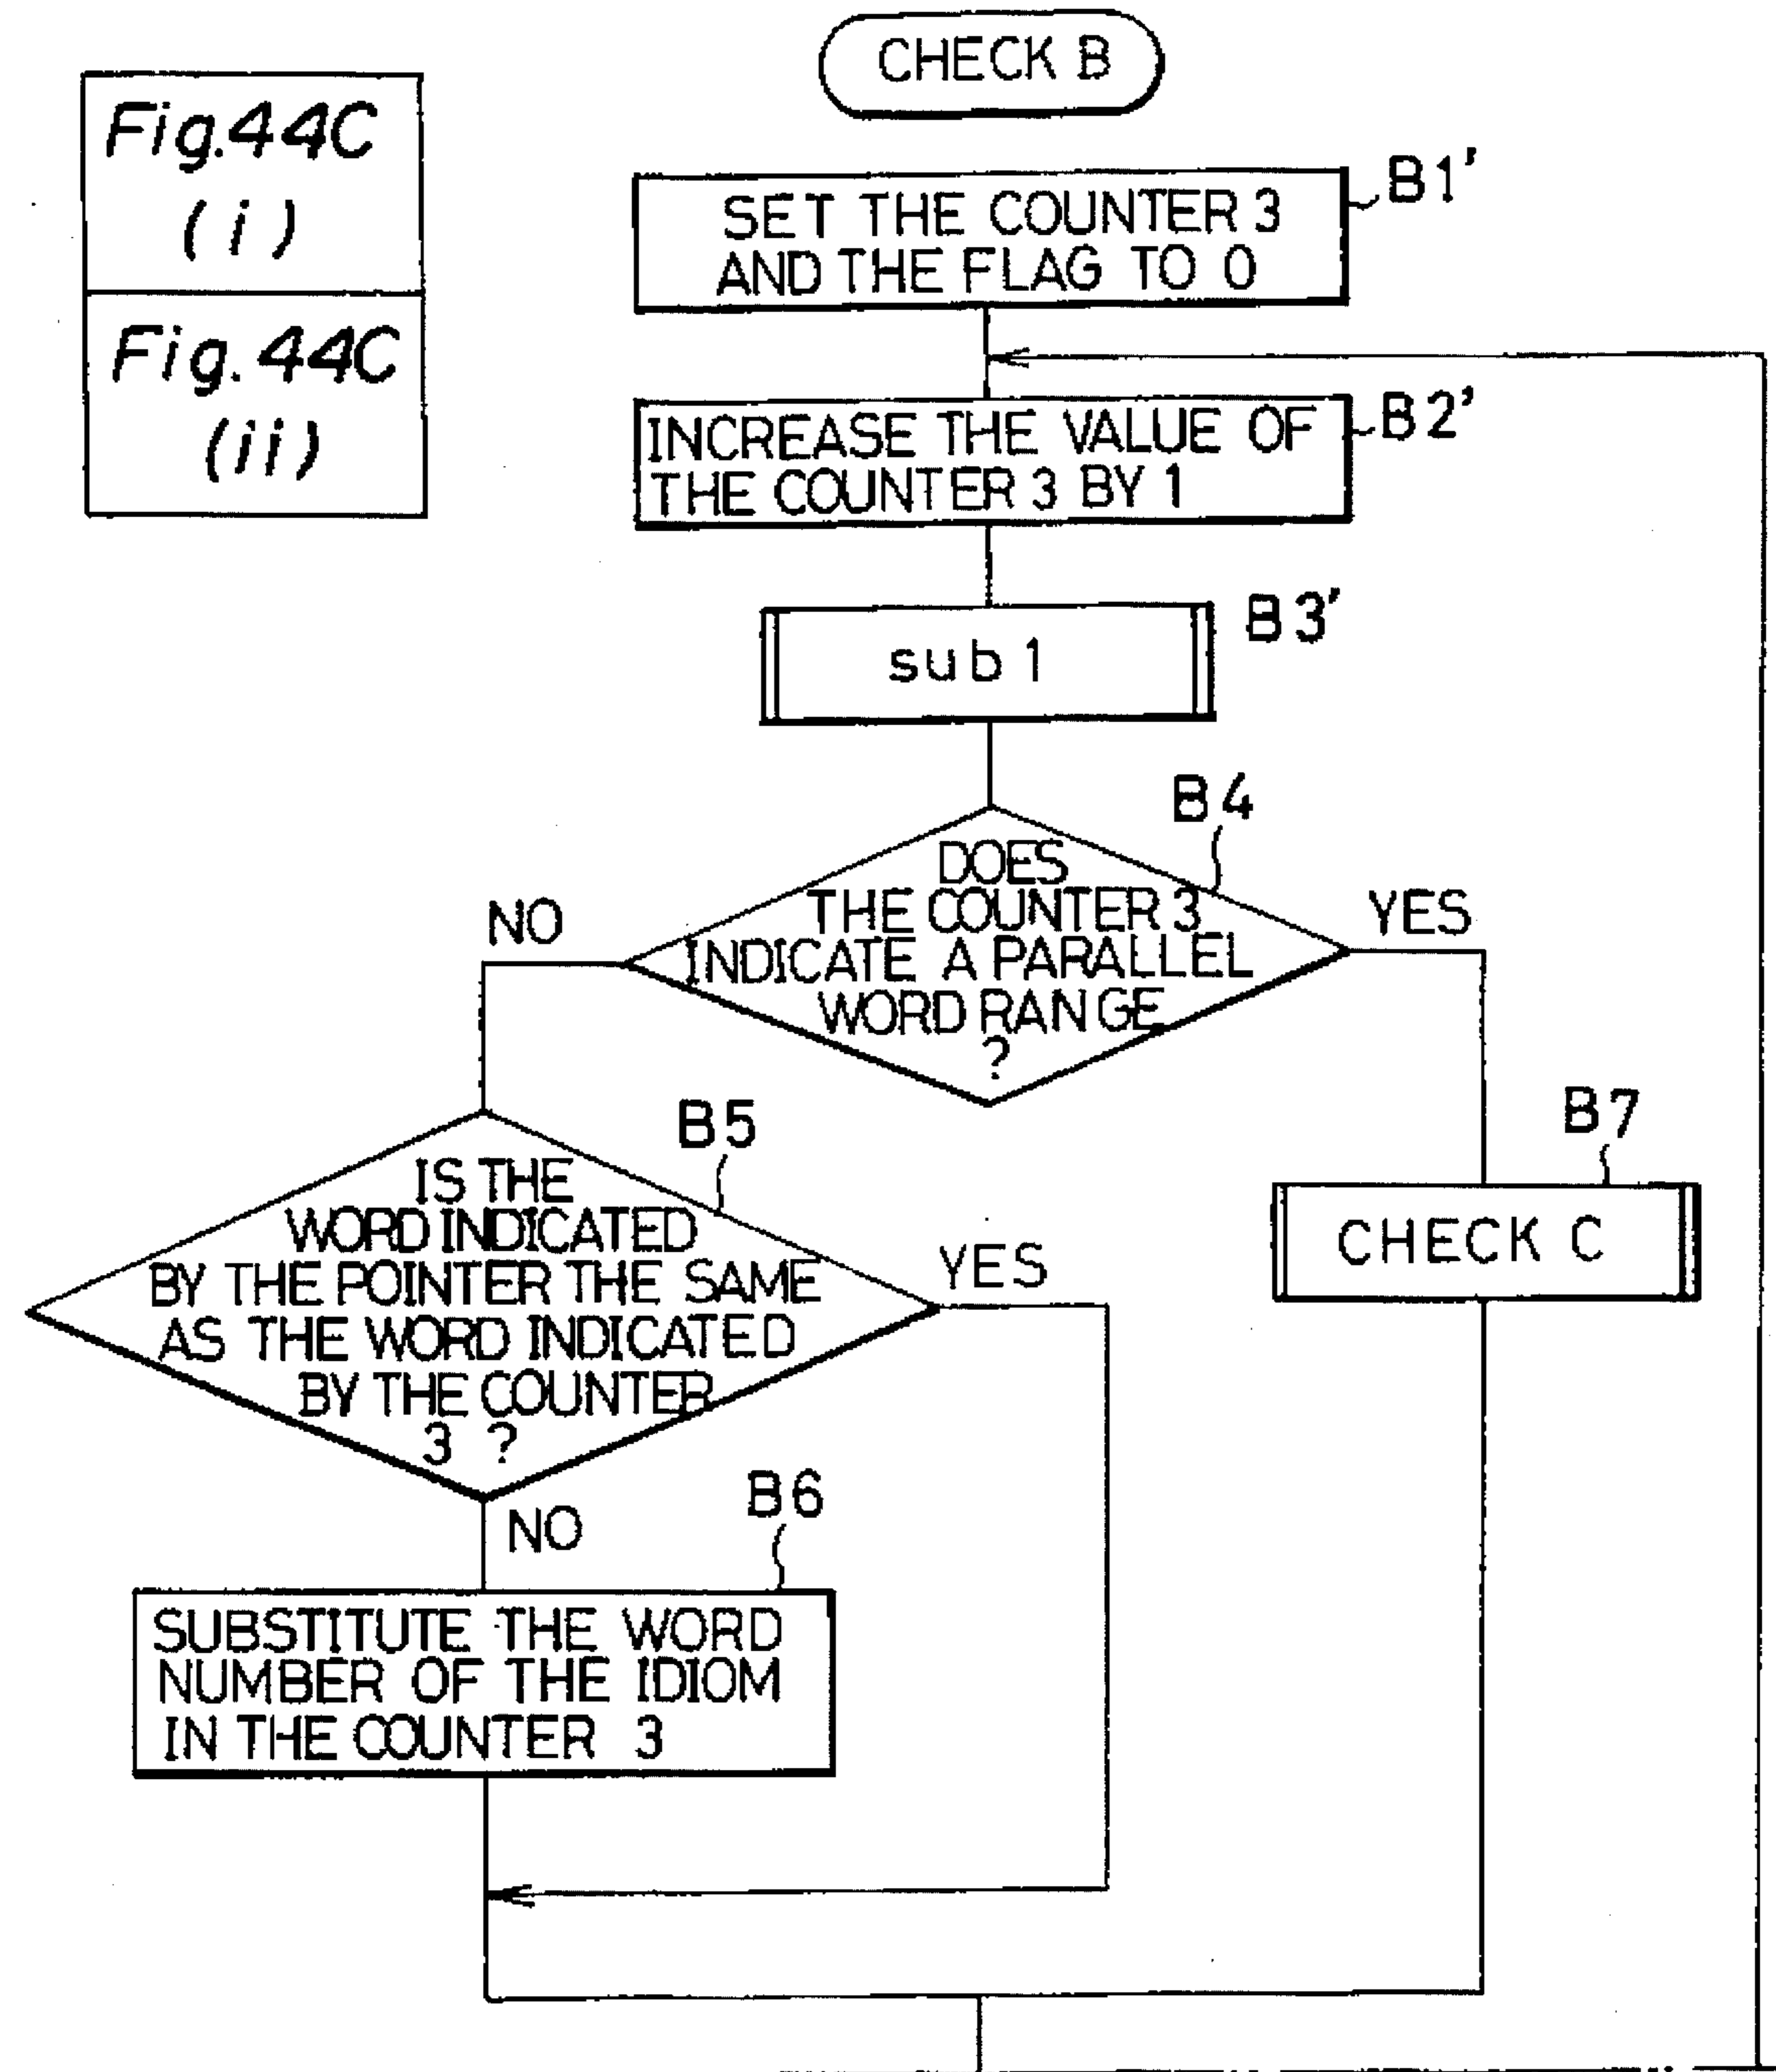 CHECK B
Fig.44C
(i)
Fig.44C
(ii)
SET THE COUNTER 3
AND THE FLAG TO 0
B1'
INCREASE THE VALUE OF
THE COUNTER 3 BY 1
B2'
sub 1
B3'
B4
DOES
THE COUNTER 3
INDICATE A PARALLEL
WORD RANGE
?
NO
YES
B5
IS THE
WORD INDICATED
BY THE POINTER THE SAME
AS THE WORD INDICATED
BY THE COUNTER
3 ?
YES
NO
B7
CHECK C
B6
SUBSTITUTE THE WORD
NUMBER OF THE IDIOM
IN THE COUNTER 3